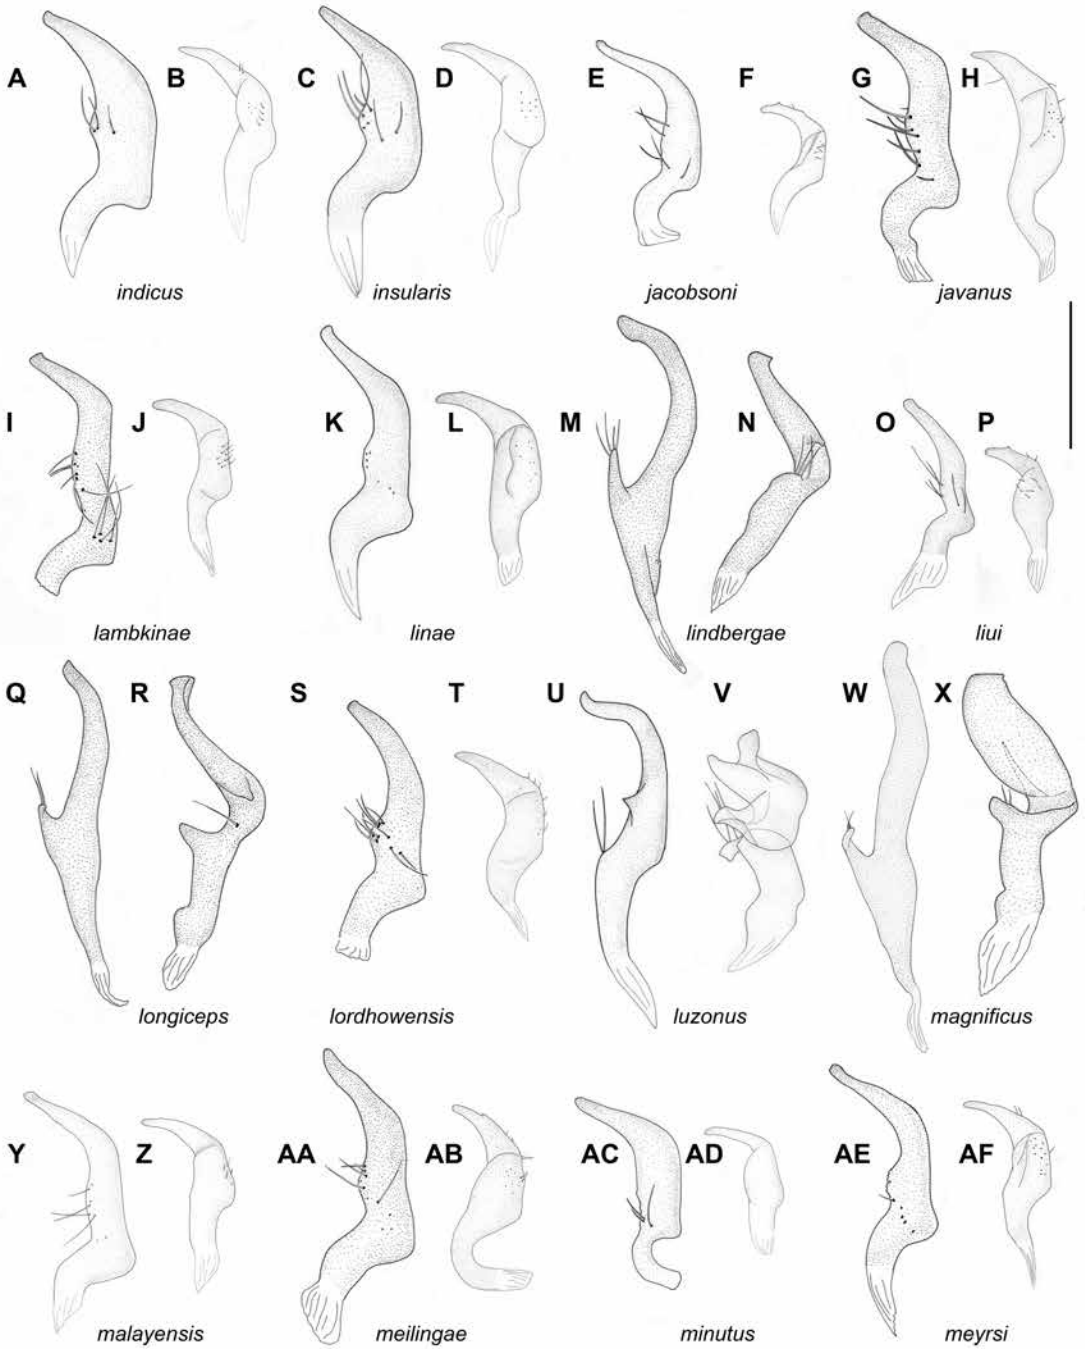 A B C D E F G H
indicus insularis jacobsoni javanus
I J K L M N O P
lambkinae linae lindbergae liui
Q R S T U V W X
longiceps lordhowensis luzonus magnificus
Y Z AA AB AC AD AE AF
malayensis meilingae minutus meyrsi